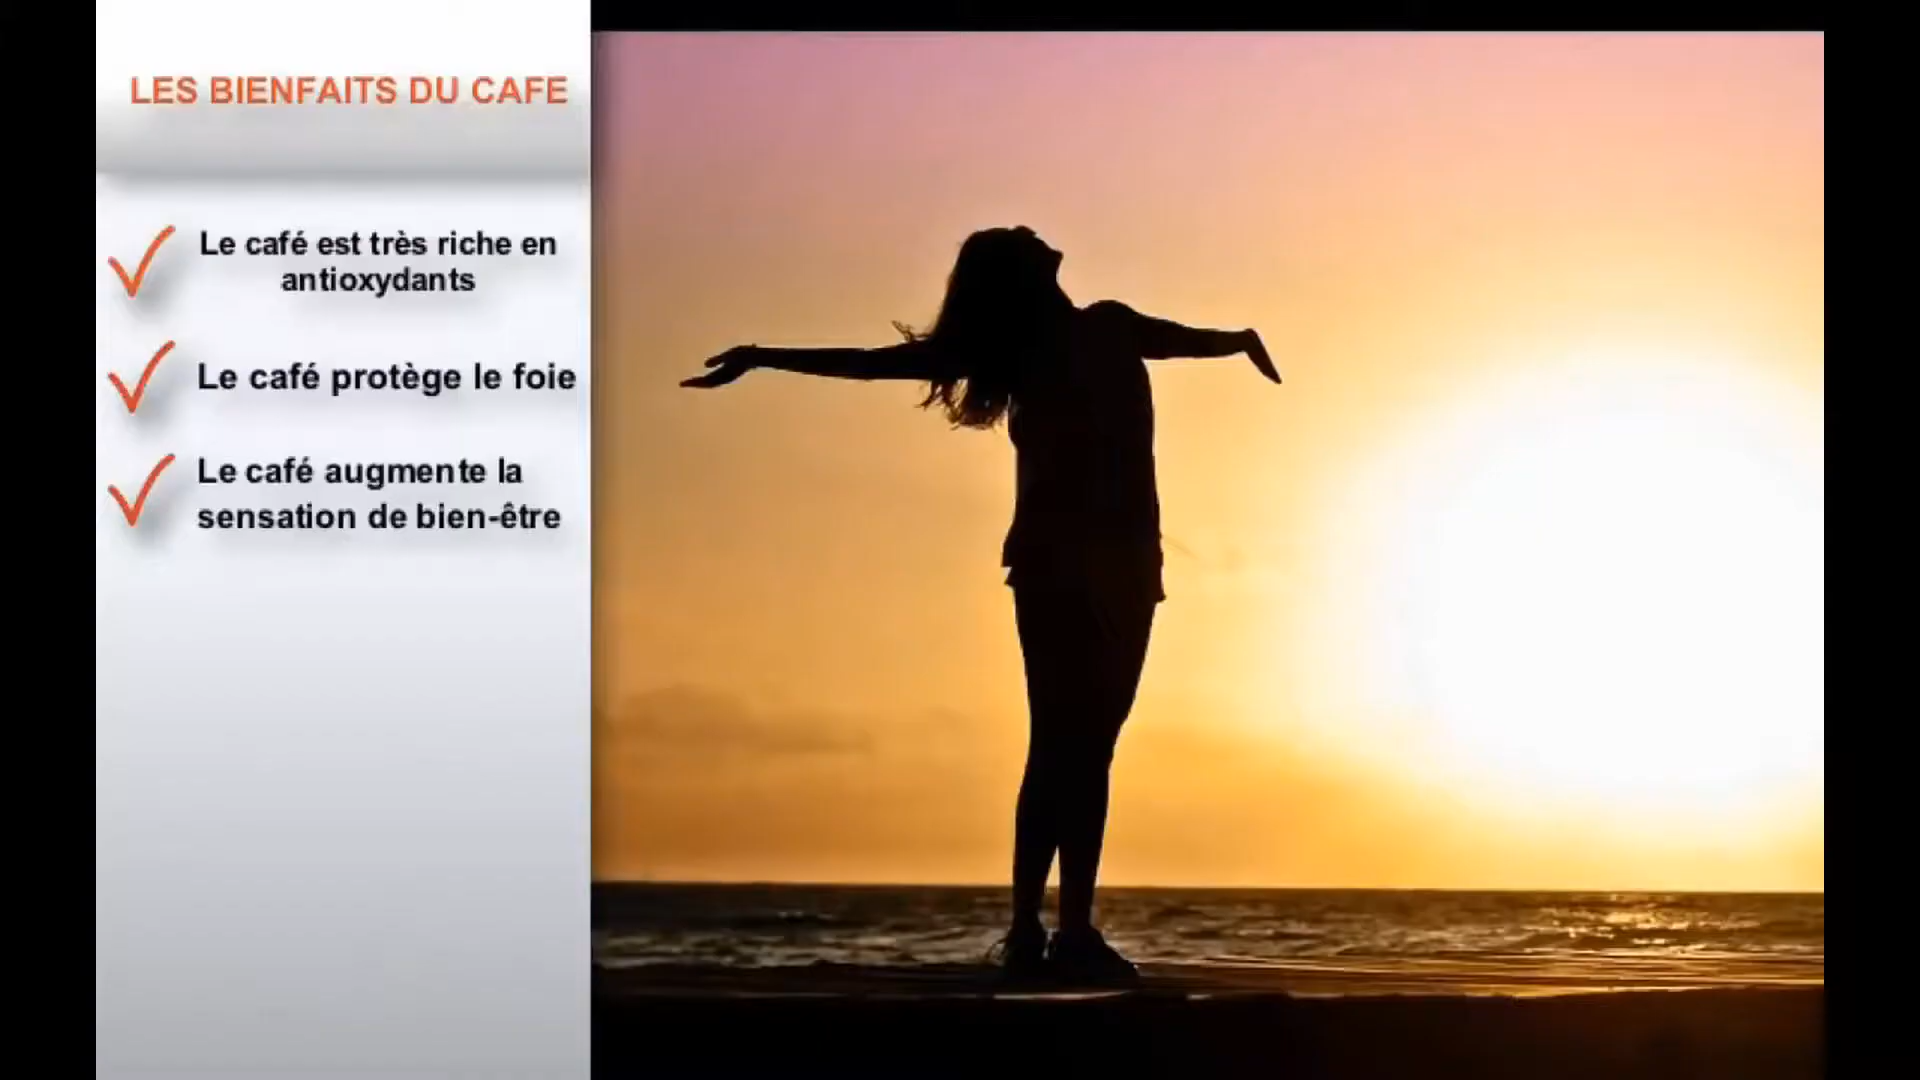 LES BIENFAITS DU CAFE
Le café est très riche en
antioxydants
Le café protège le foie
Le café augmente la
sensation de bien-être